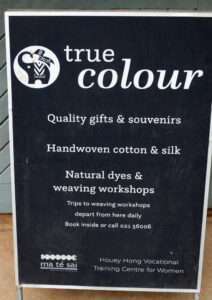 true
colour
Quality gifts & souvenirs
Handwoven cotton & silk
Natural dyes &
weaving workshops
Trips to weaving workshops
depart from here daily
Book inside or call 021 56006
ma té sai
Houey Hong Vocational
Training Centre for Women